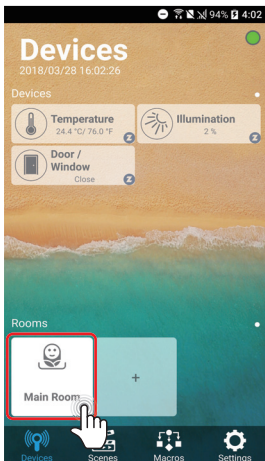 94% 4:02
Devices
2018/03/28 16:02:26
Devices
Temperature
24.4 °C/ 76.0 °F
Z
Illumination
2 %
Z
Door /
Window
Close
Z
Rooms
Main Room
+
Devices
Scenes
Macros
Settings